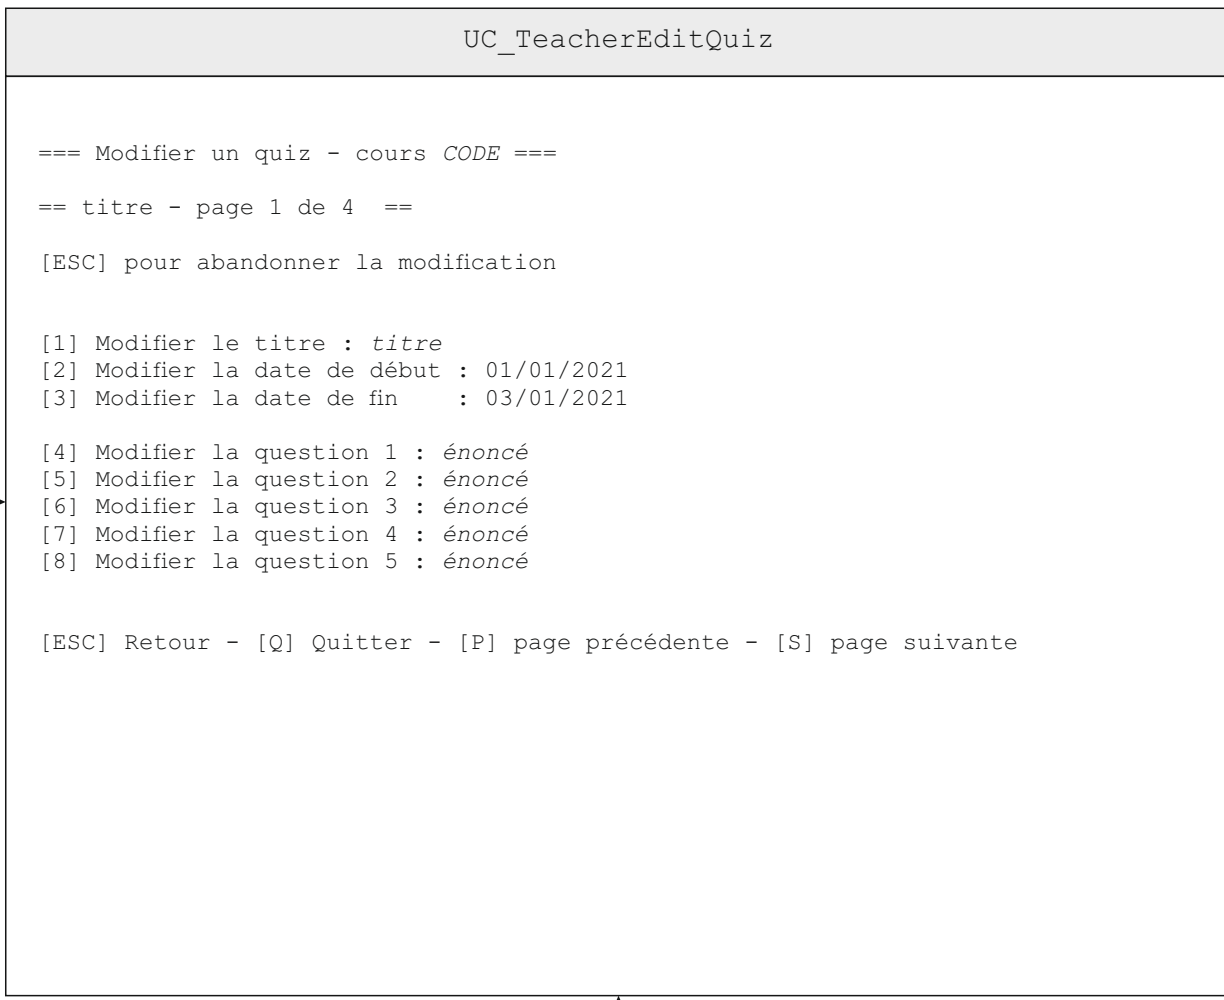 UC_TeacherEditQuiz
=== Modifier un quiz - cours CODE ===
== titre - page 1 de 4  ==
[ESC] pour abandonner la modification
[1] Modifier le titre : titre
[2] Modifier la date de début : 01/01/2021
[3] Modifier la date de fin    : 03/01/2021
[4] Modifier la question 1 : énoncé
[5] Modifier la question 2 : énoncé
[6] Modifier la question 3 : énoncé
[7] Modifier la question 4 : énoncé
[8] Modifier la question 5 : énoncé
[ESC] Retour - [Q] Quitter - [P] page précédente - [S] page suivante